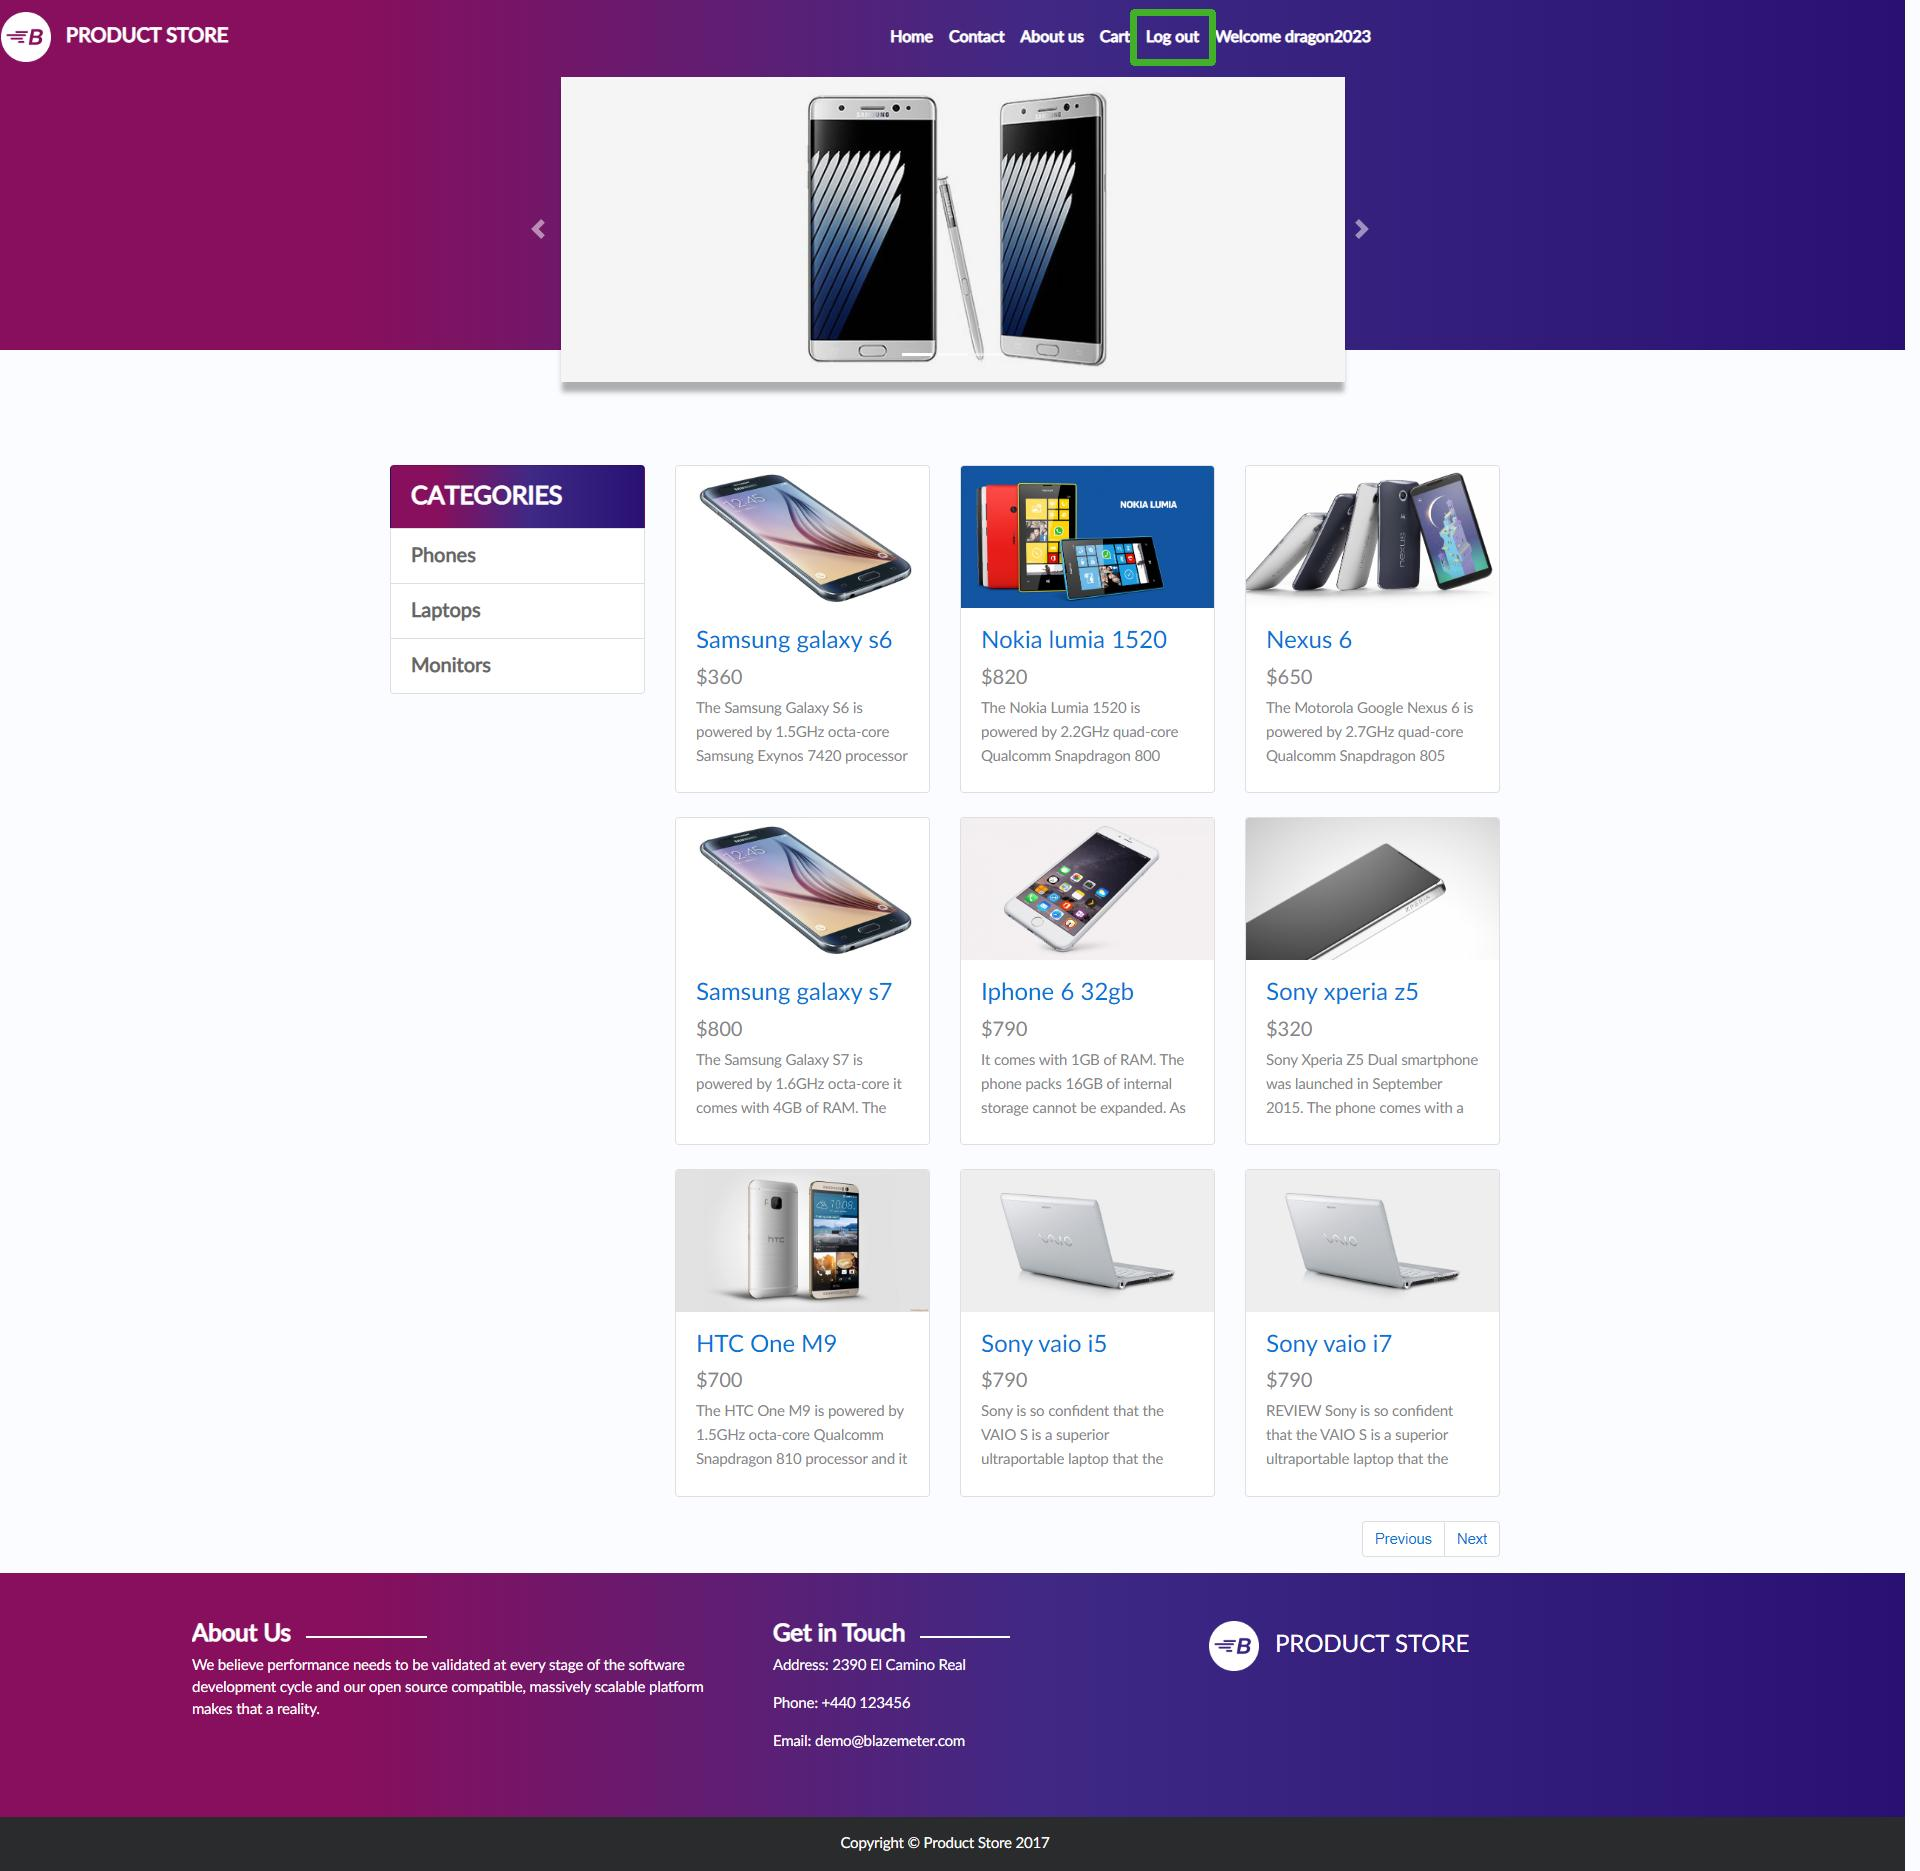 B PRODUCT STORE
Home Contact About us Cart Log out Welcome dragon2023
SAMSUNG
CATEGORIES
Phones
Laptops
Monitors
12:45
Samsung galaxy s6
$360
The Samsung Galaxy S6 is
powered by 1.5GHz octa-core
Samsung Exynos 7420 processor
NOKIA LUMIA
Nokia lumia 1520
$820
The Nokia Lumia 1520 is
powered by 2.2GHz quad-core
Qualcomm Snapdragon 800
nexus
Nexus 6
$650
The Motorola Google Nexus 6 is
powered by 2.7GHz quad-core
Qualcomm Snapdragon 805
12:45
Samsung galaxy s7
$800
The Samsung Galaxy S7 is
powered by 1.6GHz octa-core it
comes with 4GB of RAM. The
Iphone 6 32gb
$790
It comes with 1GB of RAM. The
phone packs 16GB of internal
storage cannot be expanded. As
XPERIA
Sony xperia z5
$320
Sony Xperia Z5 Dual smartphone
was launched in September
2015. The phone comes with a
hTC
HTC One M9
$700
The HTC One M9 is powered by
1.5GHz octa-core Qualcomm
Snapdragon 810 processor and it
VAIO
Sony vaio i5
$790
Sony is so confident that the
VAIO S is a superior
ultraportable laptop that the
VAIO
Sony vaio i7
$790
REVIEW Sony is so confident
that the VAIO S is a superior
ultraportable laptop that the
Previous Next
About Us
We believe performance needs to be validated at every stage of the software
development cycle and our open source compatible, massively scalable platform
makes that a reality.
Get in Touch
Address: 2390 El Camino Real
Phone: +440 123456
Email: demo@blazemeter.com
B PRODUCT STORE
Copyright © Product Store 2017